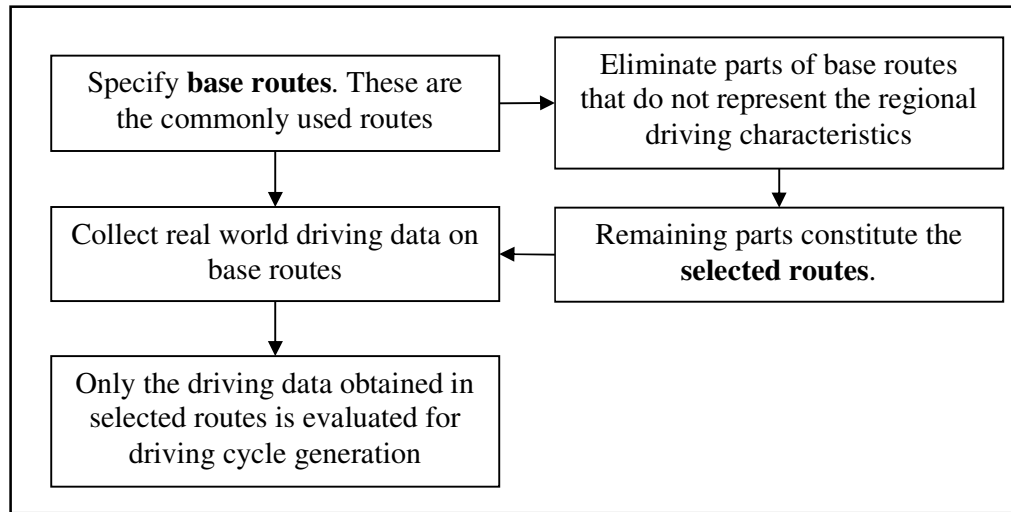 Specify base routes. These are
the commonly used routes
Eliminate parts of base routes
that do not represent the regional
driving characteristics
Collect real world driving data on
base routes
Remaining parts constitute the
selected routes.
Only the driving data obtained in
selected routes is evaluated for
driving cycle generation